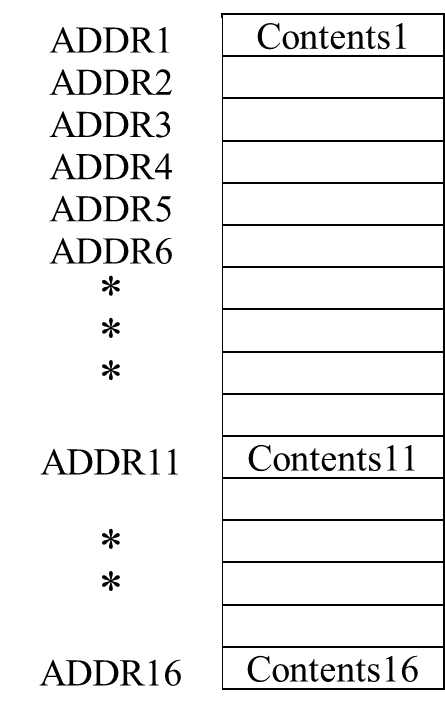 ADDR1 Contents1
ADDR2
ADDR3
ADDR4
ADDR5
ADDR6
*
*
*
ADDR11 Contents11
*
*
ADDR16 Contents16